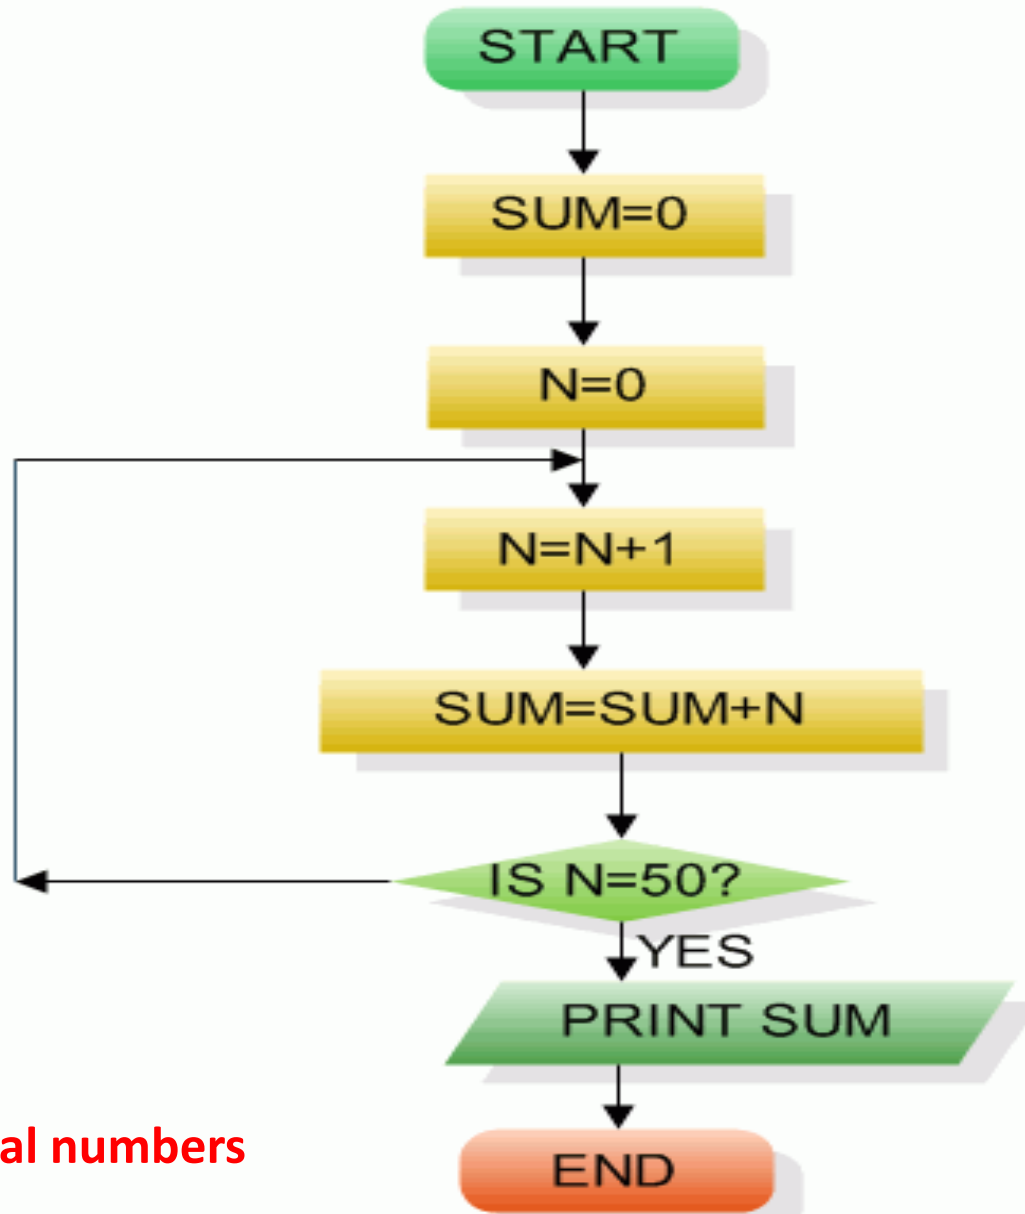 START
SUM=0
N=0
N=N+1
SUM=SUM+N
IS N=50?
YES
PRINT SUM
al numbers
END